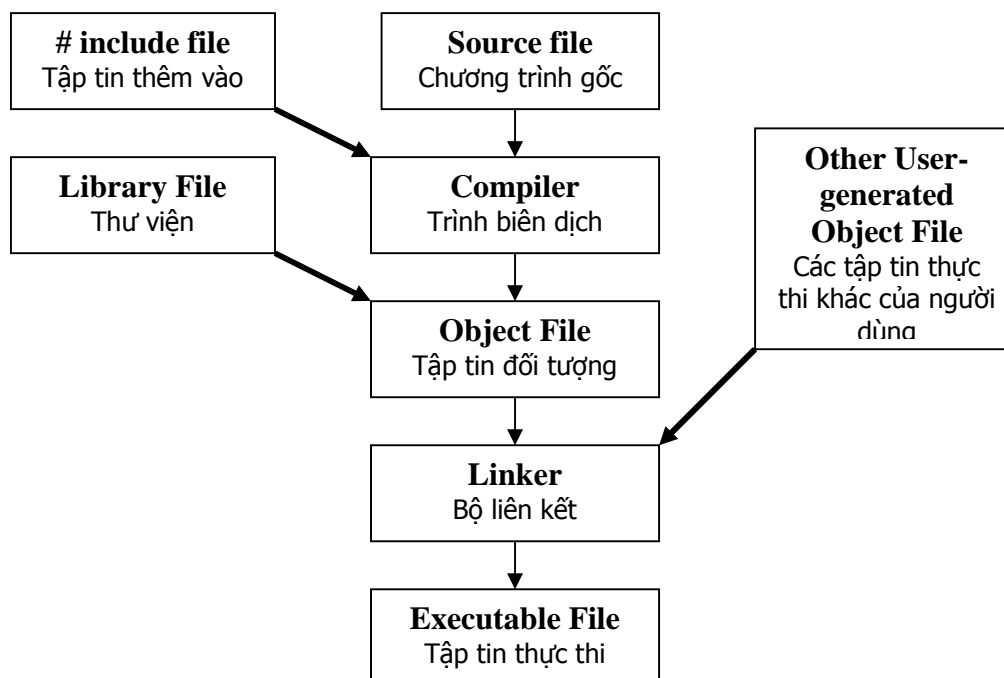 # include file
Tập tin thêm vào
Source file
Chương trình gốc
Library File
Thư viện
Compiler
Trình biên dịch
Other User-
generated
Object File
Các tập tin thực
thi khác của người
dùng
Object File
Tập tin đối tượng
Linker
Bộ liên kết
Executable File
Tập tin thực thi